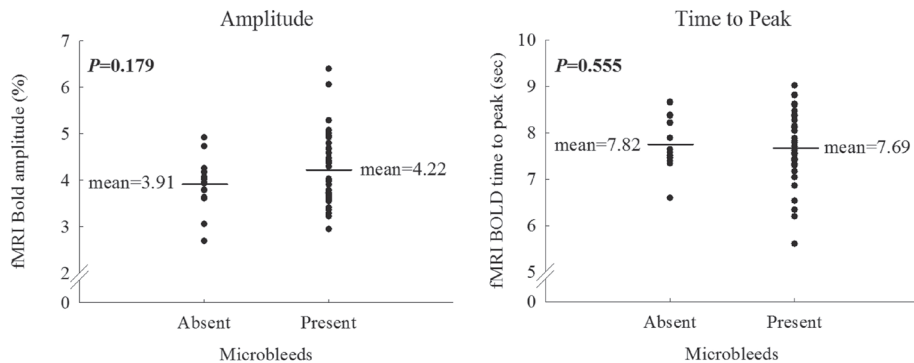 Amplitude
fMRI Bold amplitude (%)
7
6
5
4
3
2
0
P=0.179
mean=3.91
mean=4.22
Absent Present
Microbleeds
Time to Peak
fMRI BOLD time to peak (sec)
10
9
8
7
6
5
0
P=0.555
mean=7.82
mean=7.69
Absent Present
Microbleeds